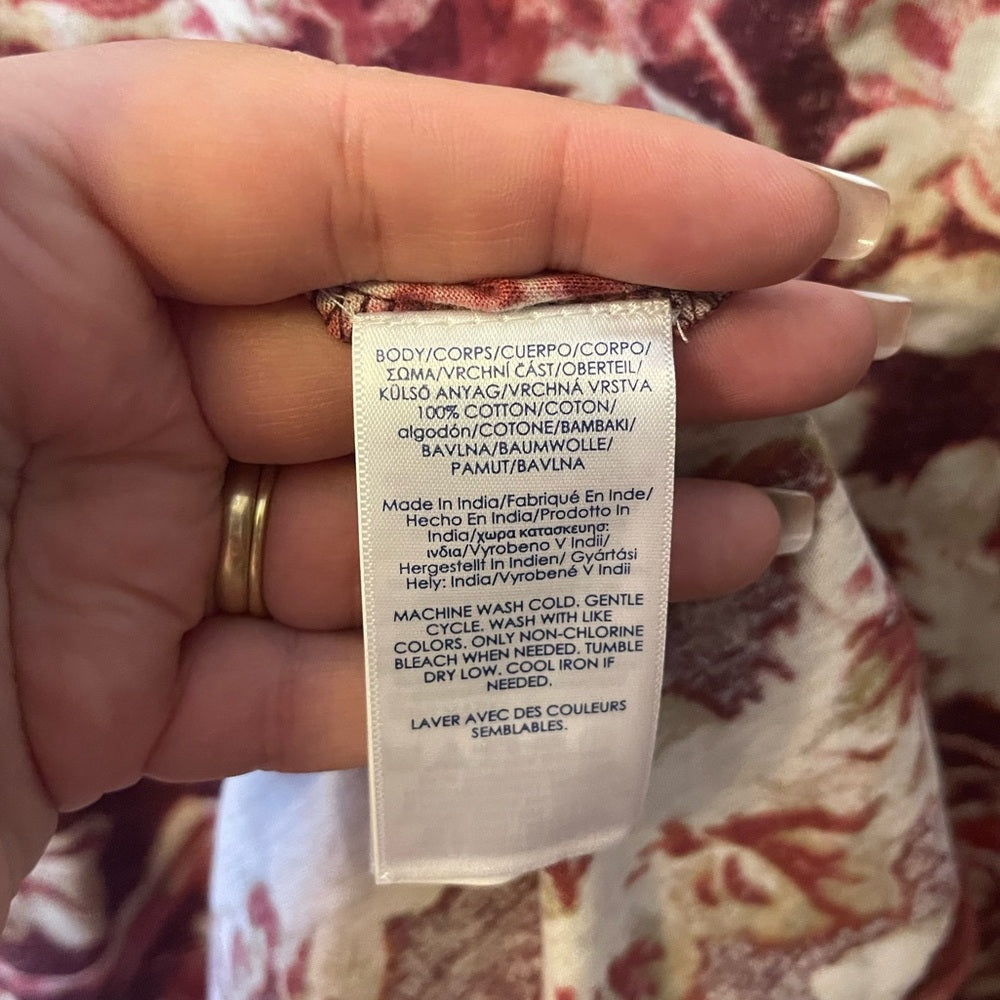 BODY/CORPS/CUERPO/CORPO/
ΣΩΜΑ/VRCHNÍ ČÁST/OBERTEIL/
KÜLSŐ ANYAG/VRCHNÁ VRSTVA
100% COTTON/COTON/
algodón/COTONE/BAMBAKI/
BAVLNA/BAUMWOLLE/
PAMUT/BAVLNA
Made In India/Fabriqué En Inde/
Hecho En India/Prodotto In
India/χωρα κατασκευησ:
ινδια/Vyrobeno V Indii/
Hergestellt In Indien/ Gyártási
Hely: India/Vyrobené V Indii
MACHINE WASH COLD. GENTLE
CYCLE. WASH WITH LIKE
COLORS. ONLY NON-CHLORINE
BLEACH WHEN NEEDED. TUMBLE
DRY LOW. COOL IRON IF
NEEDED.
LAVER AVEC DES COULEURS
SEMBLABLES.